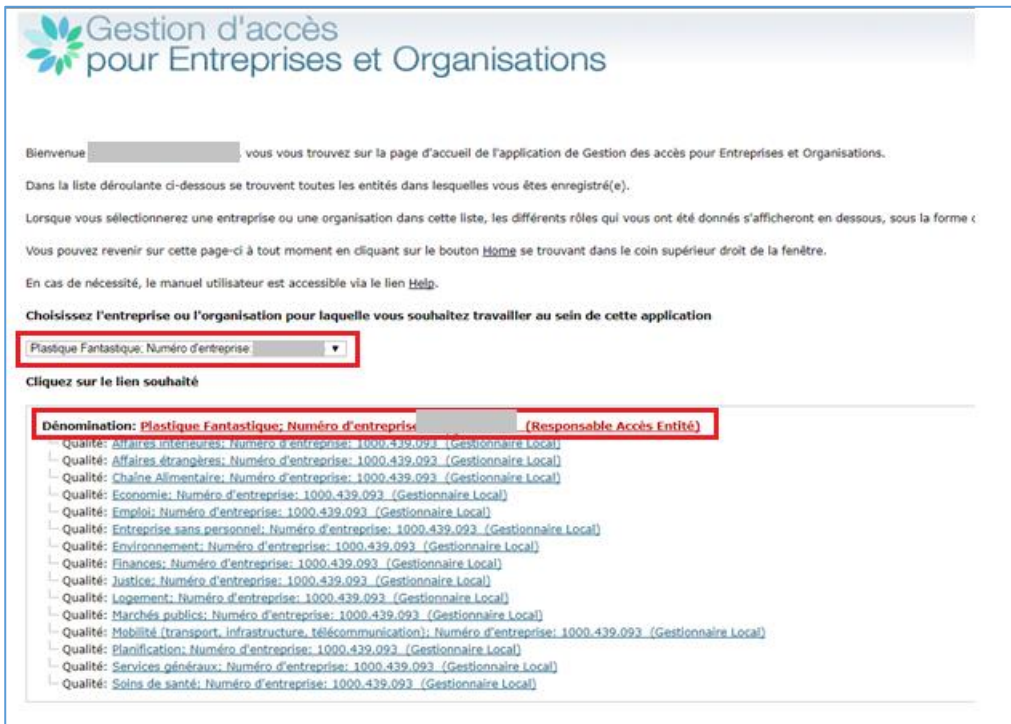 Gestion d'accès
pour Entreprises et Organisations
Bienvenue , vous vous trouvez sur la page d'accueil de l'application de Gestion des accès pour Entreprises et Organisations.
Dans la liste déroulante ci-dessous se trouvent toutes les entités dans lesquelles vous êtes enregistré(e).
Lorsque vous sélectionnerez une entreprise ou une organisation dans cette liste, les différents rôles qui vous ont été donnés s'afficheront en dessous, sous la forme
Vous pouvez revenir sur cette page-ci à tout moment en cliquant sur le bouton Home se trouvant dans le coin supérieur droit de la fenêtre.
En cas de nécessité, le manuel utilisateur est accessible via le lien Help.
Choisissez l'entreprise ou l'organisation pour laquelle vous souhaitez travailler au sein de cette application
Plastique Fantastique; Numéro d'entreprise:
Cliquez sur le lien souhaité
Dénomination: Plastique Fantastique; Numéro d'entreprise (Responsable Accès Entité)
Qualité: Affaires intérieures; Numéro d'entreprise: 1000.439.093 (Gestionnaire Local)
Qualité: Affaires étrangères; Numéro d'entreprise: 1000.439.093 (Gestionnaire Local)
Qualité: Chaîne Alimentaire; Numéro d'entreprise: 1000.439.093 (Gestionnaire Local)
Qualité: Economie; Numéro d'entreprise: 1000.439.093 (Gestionnaire Local)
Qualité: Emploi; Numéro d'entreprise: 1000.439.093 (Gestionnaire Local)
Qualité: Entreprise sans personnel; Numéro d'entreprise: 1000.439.093 (Gestionnaire Local)
Qualité: Environnement; Numéro d'entreprise: 1000.439.093 (Gestionnaire Local)
Qualité: Finances; Numéro d'entreprise: 1000.439.093 (Gestionnaire Local)
Qualité: Justice; Numéro d'entreprise: 1000.439.093 (Gestionnaire Local)
Qualité: Logement; Numéro d'entreprise: 1000.439.093 (Gestionnaire Local)
Qualité: Marchés publics; Numéro d'entreprise: 1000.439.093 (Gestionnaire Local)
Qualité: Mobilité (transport, infrastructure, télécommunication); Numéro d'entreprise: 1000.439.093 (Gestionnaire Local)
Qualité: Planification; Numéro d'entreprise: 1000.439.093 (Gestionnaire Local)
Qualité: Services généraux; Numéro d'entreprise: 1000.439.093 (Gestionnaire Local)
Qualité: Soins de santé; Numéro d'entreprise: 1000.439.093 (Gestionnaire Local)